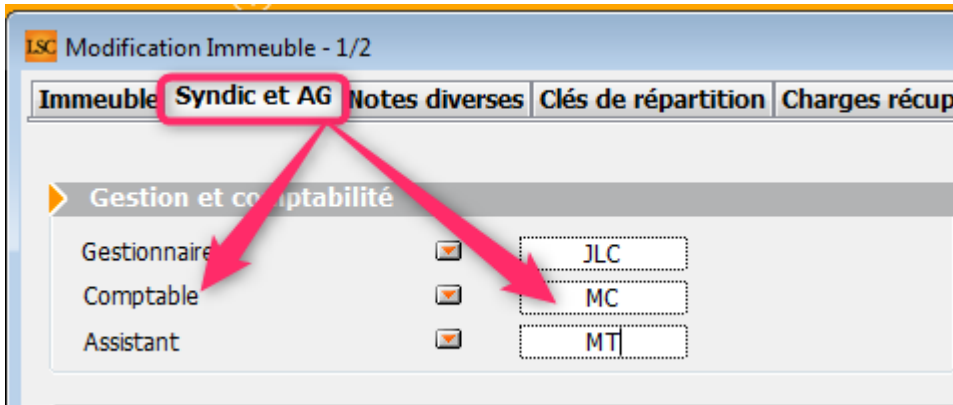 LSC Modification Immeuble - 1/2
Immeuble Syndic et AG Notes diverses Clés de répartition Charges récup
Gestion et comptabilité
Gestionnaire JLC
Comptable MC
Assistant MT